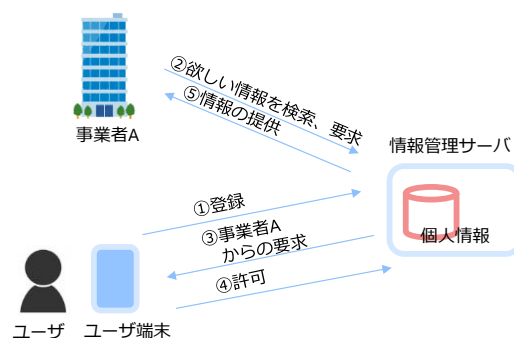 ②欲しい情報を検索、要求
⑤情報の提供
事業者A
情報管理サーバ
①登録
個人情報
③事業者A
からの要求
④許可
ユーザ
ユーザ端末